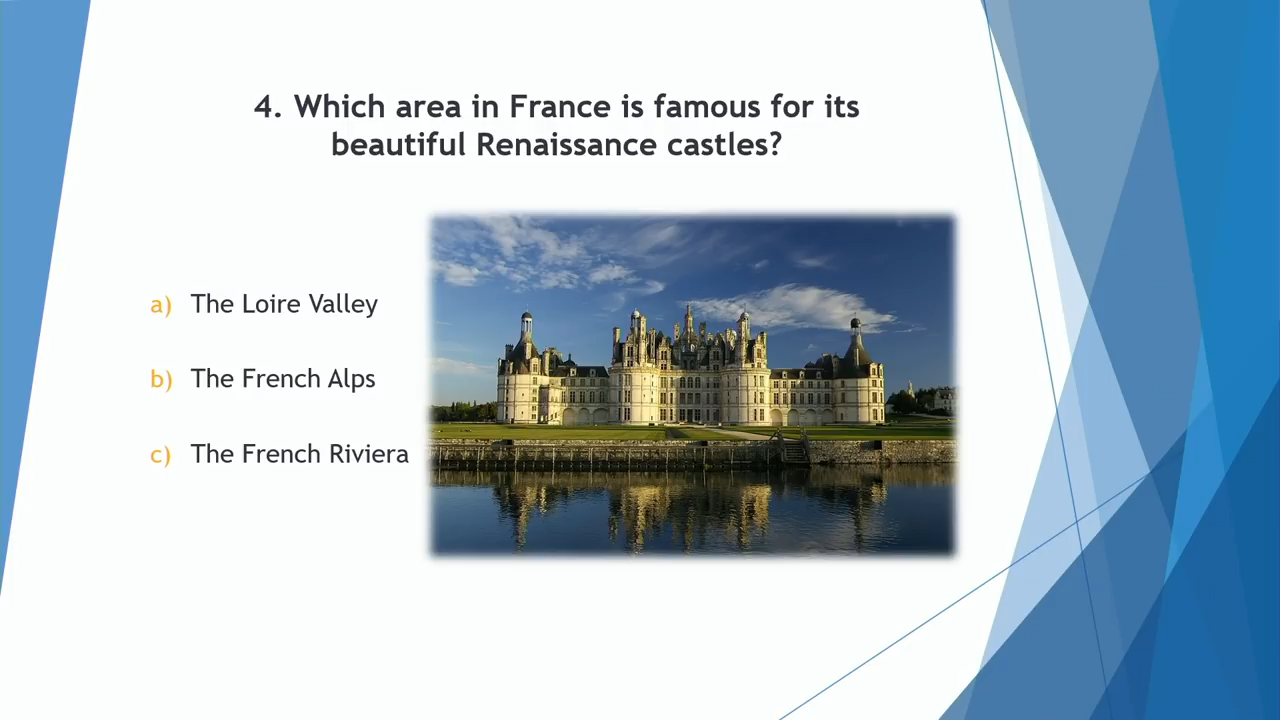 4. Which area in France is famous for its
beautiful Renaissance castles?
a) The Loire Valley
b) The French Alps
c) The French Riviera